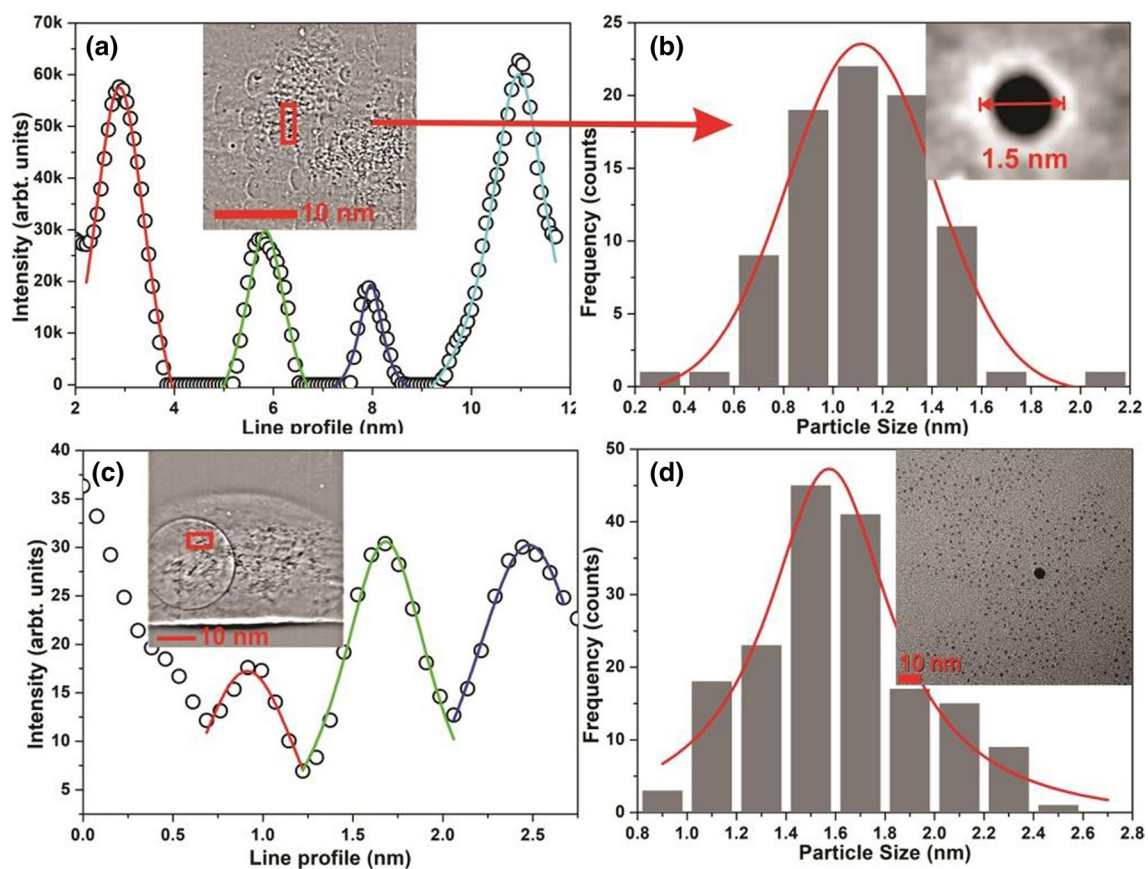 (a)
70k
60k
50k
40k
30k
20k
10k
0
Intensity (arbt. units)
10 nm
2 4 6 8 10 12
Line profile (nm)
(b)
25
20
15
10
5
0
Frequency (counts)
1.5 nm
0.2 0.4 0.6 0.8 1.0 1.2 1.4 1.6 1.8 2.0 2.2
Particle Size (nm)
(c)
40
35
30
25
20
15
10
5
Intensity (arbt. units)
10 nm
0.0 0.5 1.0 1.5 2.0 2.5
Line profile (nm)
(d)
50
40
30
20
10
0
Frequency (counts)
10 nm
0.8 1.0 1.2 1.4 1.6 1.8 2.0 2.2 2.4 2.6 2.8
Particle Size (nm)